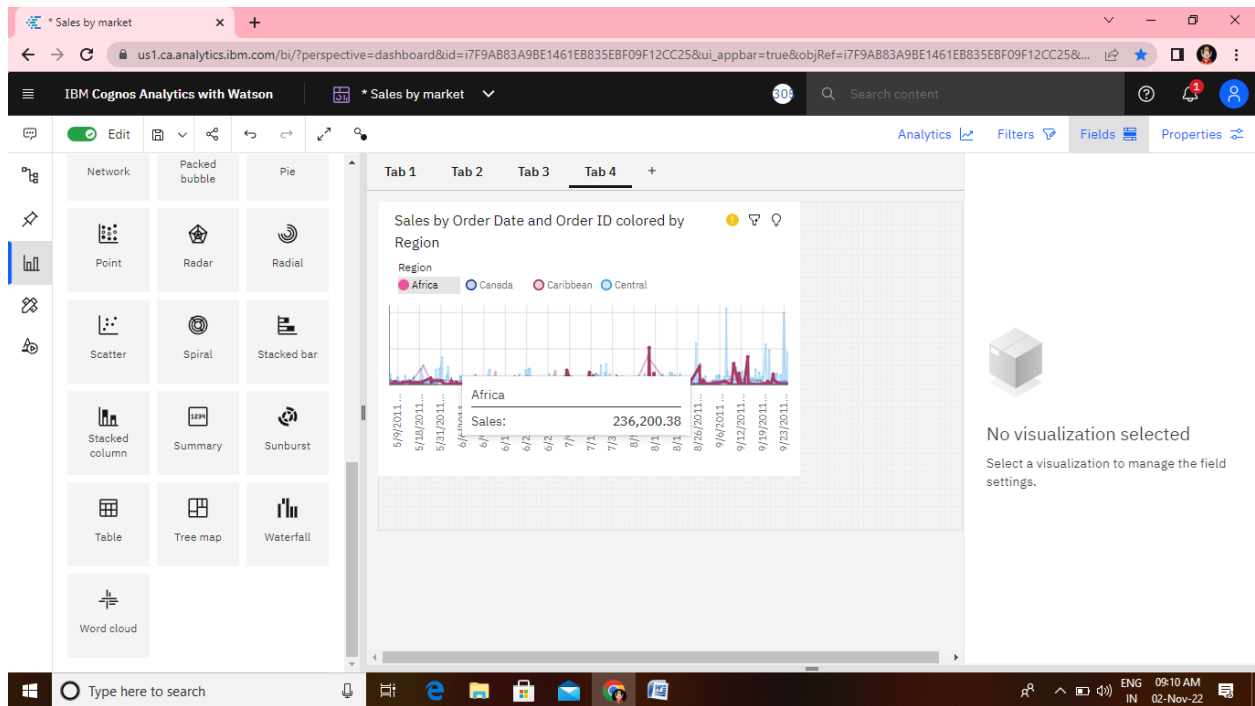 * Sales by market
us1.ca.analytics.ibm.com/bi/?perspective=dashboard&id=i7F9AB83A9BE1461EB835EBF09F12CC25&ui_appbar=true&objRef=i7F9AB83A9BE1461EB835EBF09F12CC25&...
IBM Cognos Analytics with Watson
* Sales by market
305
Search content
1
Edit
Analytics
Filters
Fields
Properties
Network
Packed
bubble
Pie
Point
Radar
Radial
Scatter
Spiral
Stacked bar
Stacked
column
1234
Summary
Sunburst
Table
Tree map
Waterfall
Word cloud
Tab 1
Tab 2
Tab 3
Tab 4
Sales by Order Date and Order ID colored by
Region
Region
Africa
Canada
Caribbean
Central
Africa
Sales: 236,200.38
5/9/2011 ...
5/18/2011...
5/31/2011...
8/26/2011...
9/6/2011 ...
9/12/2011...
9/19/2011...
9/23/2011...
No visualization selected
Select a visualization to manage the field
settings.
Type here to search
ENG
IN
09:10 AM
02-Nov-22